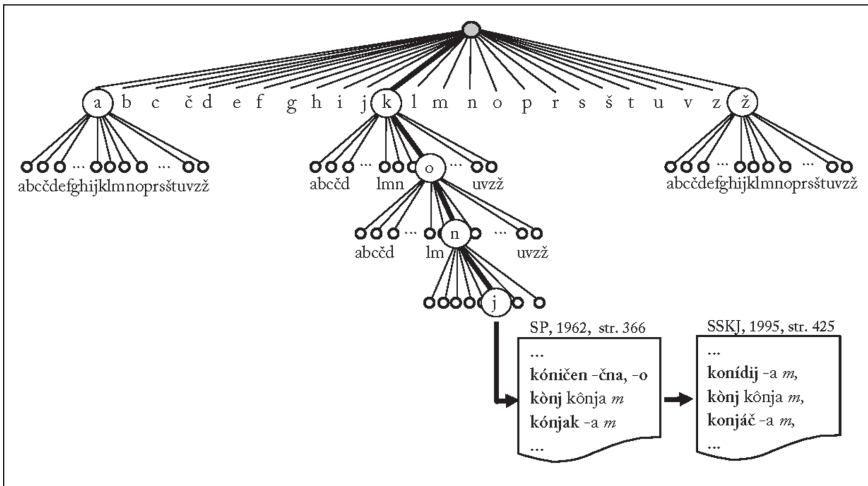 a b c č d e f g h i j k l m n o p r s š t u v z ž
... ... ... ... ... ...
abcčdefghijklmnoprsštuvzž abcčd lmn o uvzž abcčdefghijklmnoprsštuvzž
... ...
abcčd lm n uvzž
j
SP, 1962, str. 366
...
kóničen -čna, -o
kònj kônja m
kónjak -a m
...
SSKJ, 1995, str. 425
...
konídij -a m,
kònj kônja m,
konjáč -a m,
...